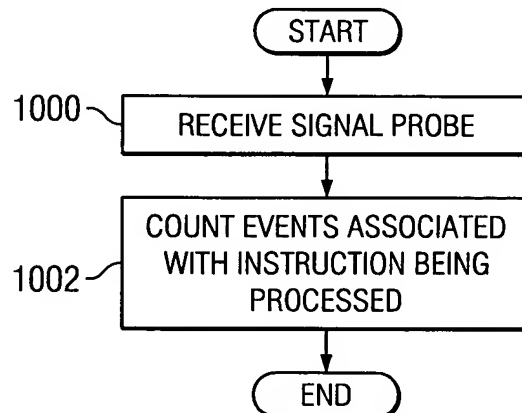 START
1000
RECEIVE SIGNAL PROBE
COUNT EVENTS ASSOCIATED
WITH INSTRUCTION BEING
1002
PROCESSED
END